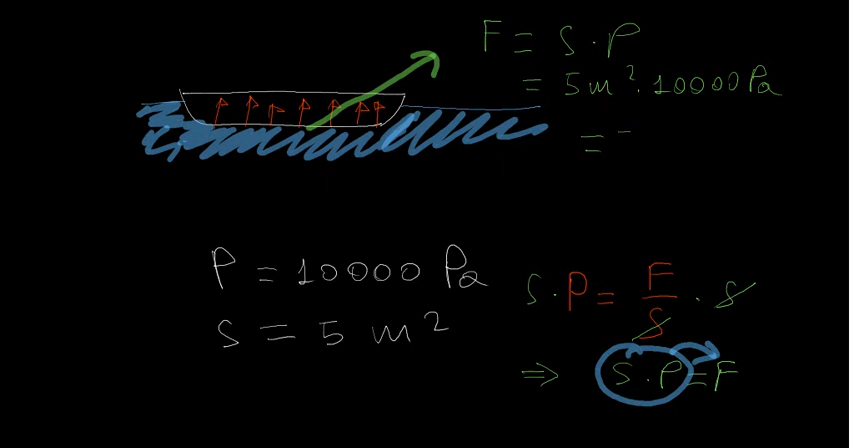 F = S · P
= 5 m² · 10000 Pa
=
P = 10000 Pa
S = 5 m²
S · P = F/S · S
⇒ S · P = F